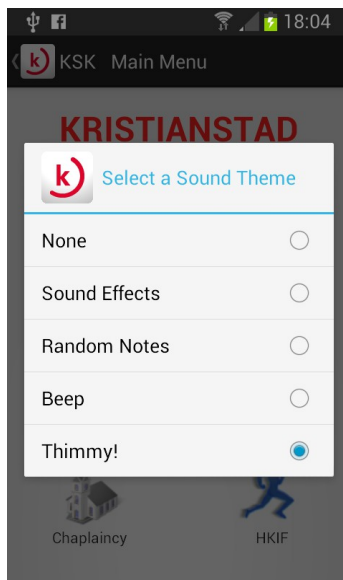 18:04
k KSK Main Menu
KRISTIANSTAD
k Select a Sound Theme
None
Sound Effects
Random Notes
Beep
Thimmy!
Chaplaincy HKIF